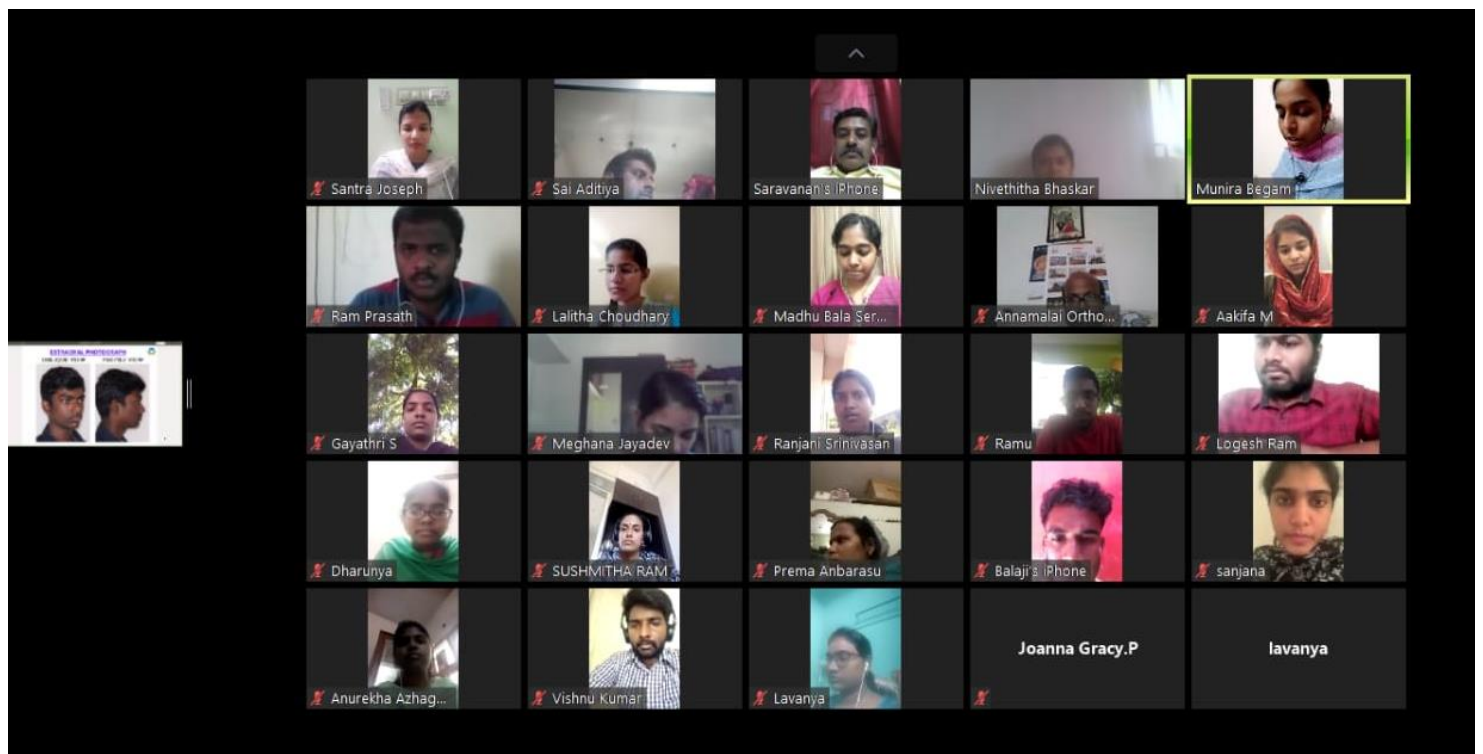 EXTRAORAL PHOTOGRAPH
Santra Joseph
Sai Aditiya
Saravanan's iPhone
Nivethitha Bhaskar
Munira Begam
Ram Prasath
Lalitha Choudhary
Madhu Bala Ser...
Annamalai Ortho...
Aakifa M
Gayathri S
Meghana Jayadev
Ranjani Srinivasan
Ramu
Logesh Ram
Dharunya
SUSHMITHA RAM
Prema Anbarasu
Balaji's iPhone
sanjana
Anurekha Azhag...
Vishnu Kumar
Lavanya
Joanna Gracy.P
lavanya